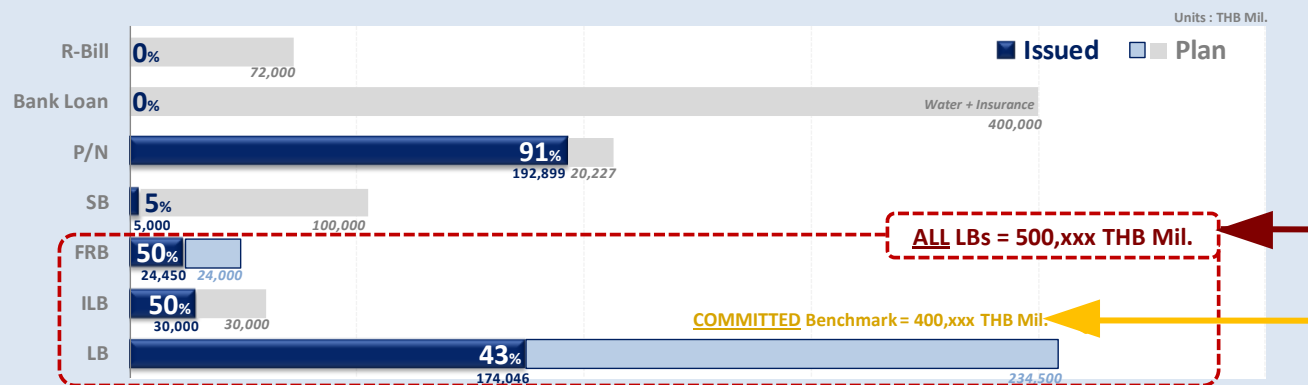 Units : THB Mil.
Issued Plan
R-Bill 0%
72,000
Bank Loan 0% Water + Insurance
400,000
P/N 91%
192,899 20,227
SB 5%
5,000 100,000
ALL LBs = 500,xxx THB Mil.
FRB 50%
24,450 24,000
ILB 50%
30,000 30,000
COMMITTED Benchmark = 400,xxx THB Mil.
LB 43%
174,046 234,500